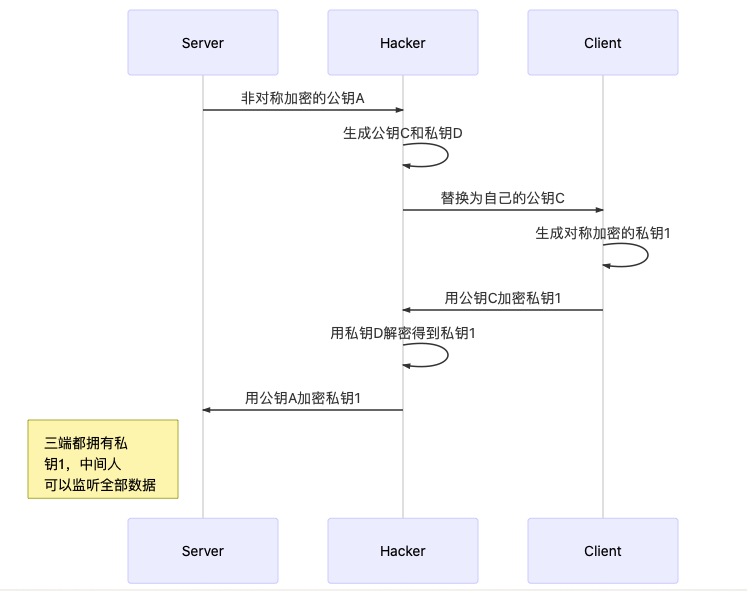 Server
Hacker
Client
非对称加密的公钥A
生成公钥C和私钥D
替换为自己的公钥C
生成对称加密的私钥1
用公钥C加密私钥1
用私钥D解密得到私钥1
用公钥A加密私钥1
三端都拥有私
钥1，中间人
可以监听全部数据
Server
Hacker
Client